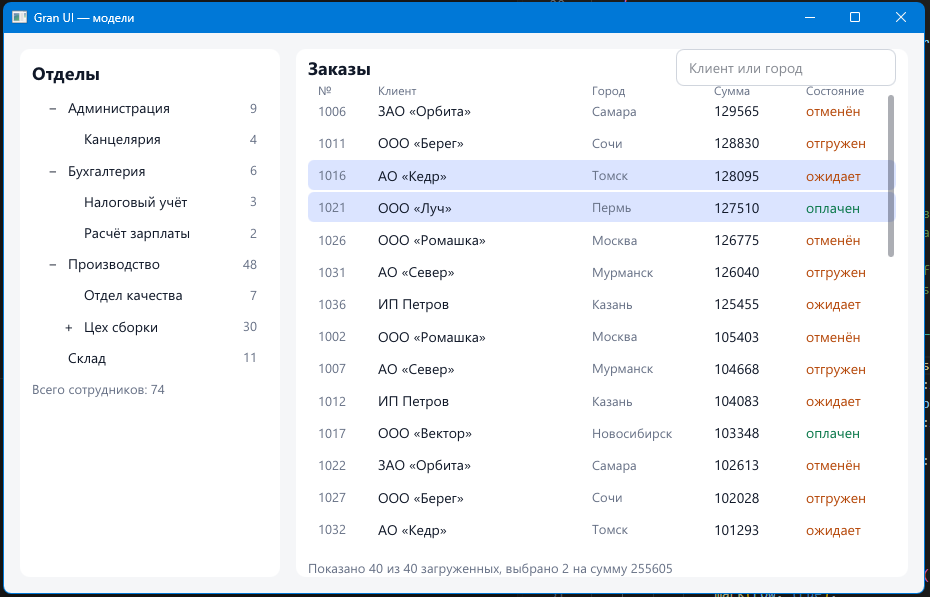 Gran UI — модели
Отделы
− Администрация 9
Канцелярия 4
− Бухгалтерия 6
Налоговый учёт 3
Расчёт зарплаты 2
− Производство 48
Отдел качества 7
+ Цех сборки 30
Склад 11
Всего сотрудников: 74
Заказы
Клиент или город
№ Клиент Город Сумма Состояние
1006 ЗАО «Орбита» Самара 129565 отменён
1011 ООО «Берег» Сочи 128830 отгружен
1016 АО «Кедр» Томск 128095 ожидает
1021 ООО «Луч» Пермь 127510 оплачен
1026 ООО «Ромашка» Москва 126775 отменён
1031 АО «Север» Мурманск 126040 отгружен
1036 ИП Петров Казань 125455 ожидает
1002 ООО «Ромашка» Москва 105403 отменён
1007 АО «Север» Мурманск 104668 отгружен
1012 ИП Петров Казань 104083 ожидает
1017 ООО «Вектор» Новосибирск 103348 оплачен
1022 ЗАО «Орбита» Самара 102613 отменён
1027 ООО «Берег» Сочи 102028 отгружен
1032 АО «Кедр» Томск 101293 ожидает
Показано 40 из 40 загруженных, выбрано 2 на сумму 255605